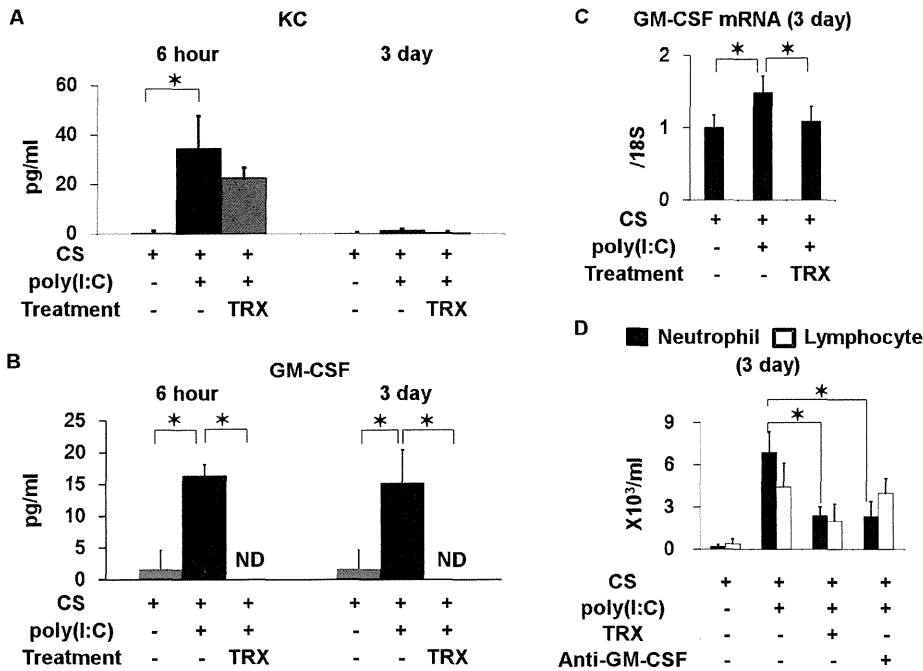 A
KC
6 hour
3 day
*
60
40
20
0
pg/ml
CS + + + + + +
poly(I:C) - + + - + +
Treatment - - TRX - - TRX
B
GM-CSF
6 hour
3 day
* * * *
25
20
15
10
5
0
pg/ml
ND ND
CS + + + + + +
poly(I:C) - + + - + +
Treatment - - TRX - - TRX
C
GM-CSF mRNA (3 day)
* *
2
1
0
/18S
CS + + +
poly(I:C) - + +
Treatment - - TRX
D
Neutrophil Lymphocyte
(3 day)
*
*
9
6
3
0
X10³/ml
CS + + + +
poly(I:C) - + + +
TRX - - + -
Anti-GM-CSF - - - +